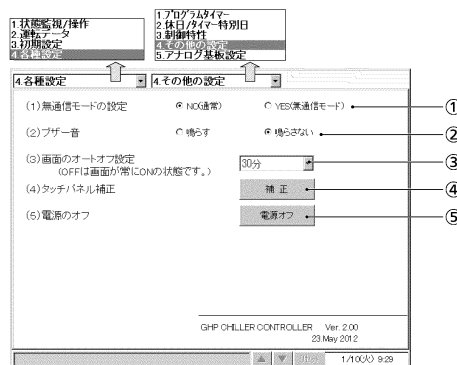 1.状態監視/操作
2.運転データ
3.初期設定
4.各種設定
1.プログラムタイマー
2.休日/タイマー特別日
3.制御特性
4.その他の設定
5.アナログ基板設定
4.各種設定 4.その他の設定
(1)無通信モードの設定 NO(通常) YES(無通信モード) ①
(2)ブザー音 鳴らす 鳴らさない ②
(3)画面のオートオフ設定 30分 ③
(OFFは画面が常にONの状態です。)
(4)タッチパネル補正 補 正 ④
(5)電源のオフ 電源オフ ⑤
GHP CHILLER CONTROLLER Ver. 2.00
23.May 2012
リセット 1/10(火) 9:29